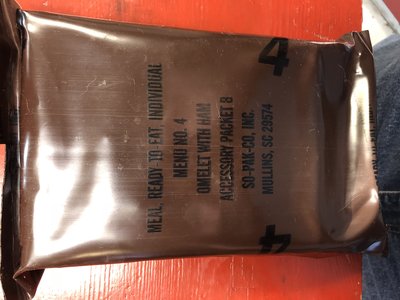 MEAL, READY-TO-EAT, INDIVIDUAL
MENU NO. 4
OMELET WITH HAM
ACCESSORY PACKET B
SO-PAK-CO, INC.
MULLINS, SC 29574
4
4